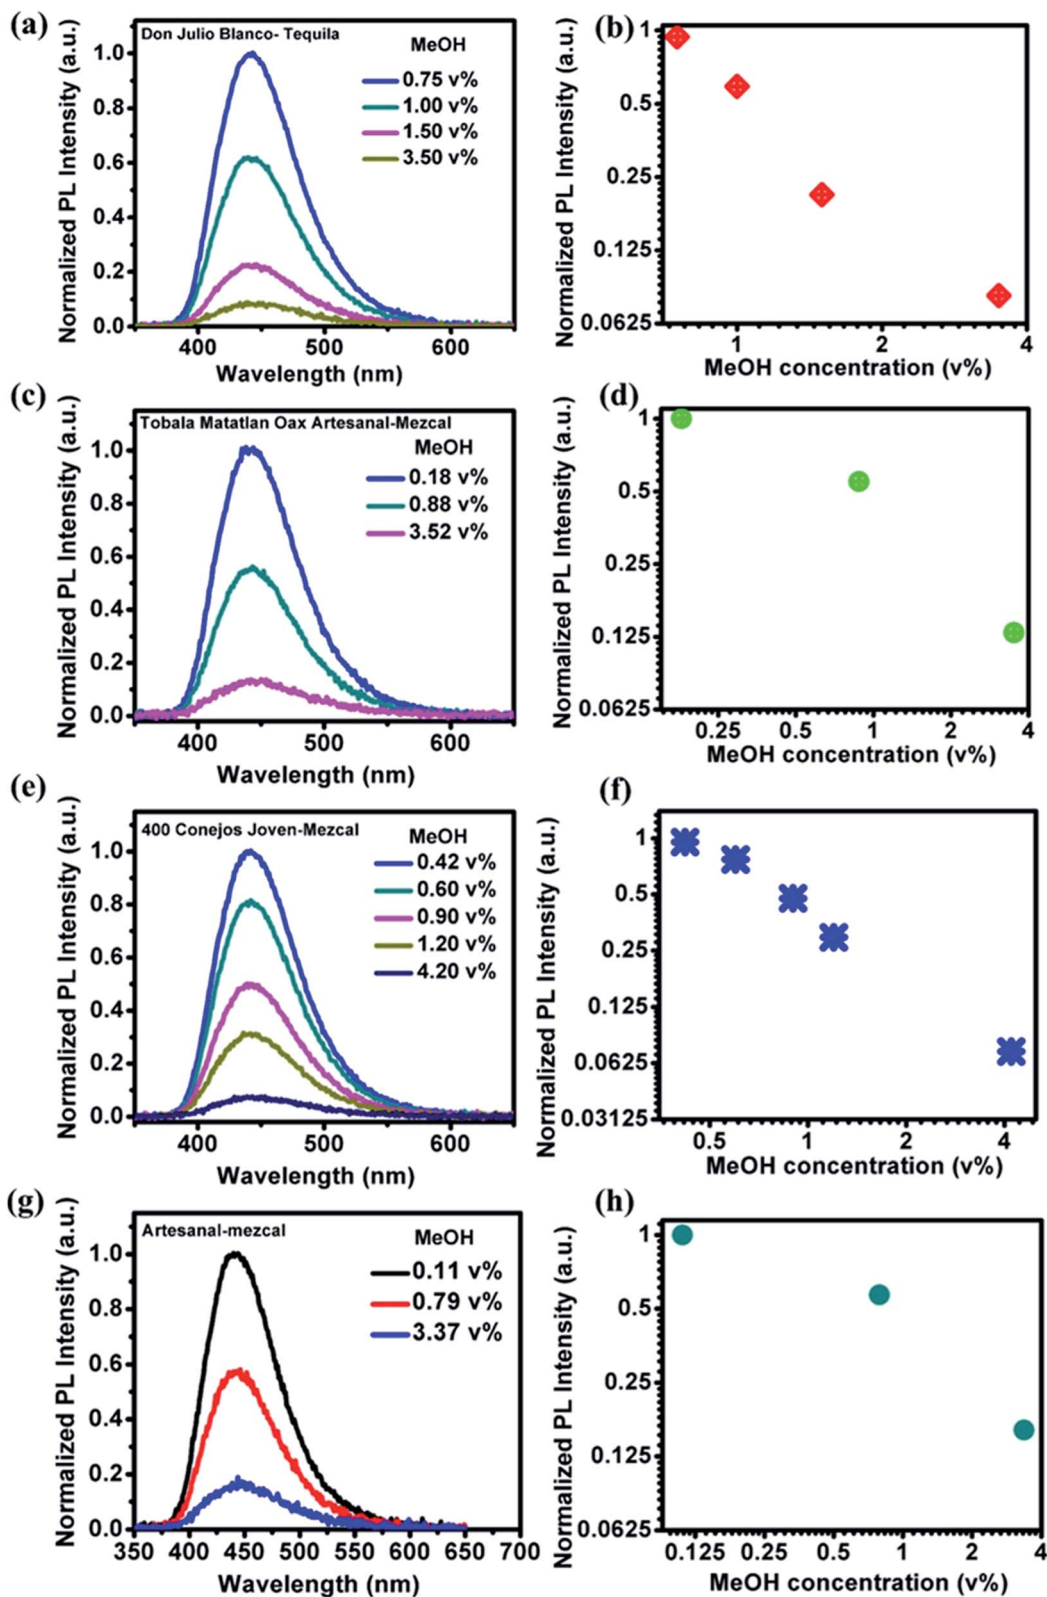 (a)
Don Julio Blanco- Tequila
MeOH
0.75 v%
1.00 v%
1.50 v%
3.50 v%
1.0
0.8
0.6
0.4
0.2
0.0
400 500 600
Normalized PL Intensity (a.u.)
Wavelength (nm)
(b)
1
0.5
0.25
0.125
0.0625
1 2 4
Normalized PL Intensity (a.u.)
MeOH concentration (v%)
(c)
Tobala Matatlan Oax Artesanal-Mezcal
MeOH
0.18 v%
0.88 v%
3.52 v%
1.0
0.8
0.6
0.4
0.2
0.0
400 500 600
Normalized PL Intensity (a.u.)
Wavelength (nm)
(d)
1
0.5
0.25
0.125
0.0625
0.25 0.5 1 2 4
Normalized PL Intensity (a.u.)
MeOH concentration (v%)
(e)
400 Conejos Joven-Mezcal
MeOH
0.42 v%
0.60 v%
0.90 v%
1.20 v%
4.20 v%
1.0
0.8
0.6
0.4
0.2
0.0
400 500 600
Normalized PL Intensity (a.u.)
Wavelength (nm)
(f)
1
0.5
0.25
0.125
0.0625
0.03125
0.5 1 2 4
Normalized PL Intensity (a.u.)
MeOH concentration (v%)
(g)
Artesanal-mezcal
MeOH
0.11 v%
0.79 v%
3.37 v%
1.0
0.8
0.6
0.4
0.2
0.0
350 400 450 500 550 600 650 700
Normalized PL Intensity (a.u.)
Wavelength (nm)
(h)
1
0.5
0.25
0.125
0.0625
0.125 0.25 0.5 1 2 4
Normalized PL Intensity (a.u.)
MeOH concentration (v%)